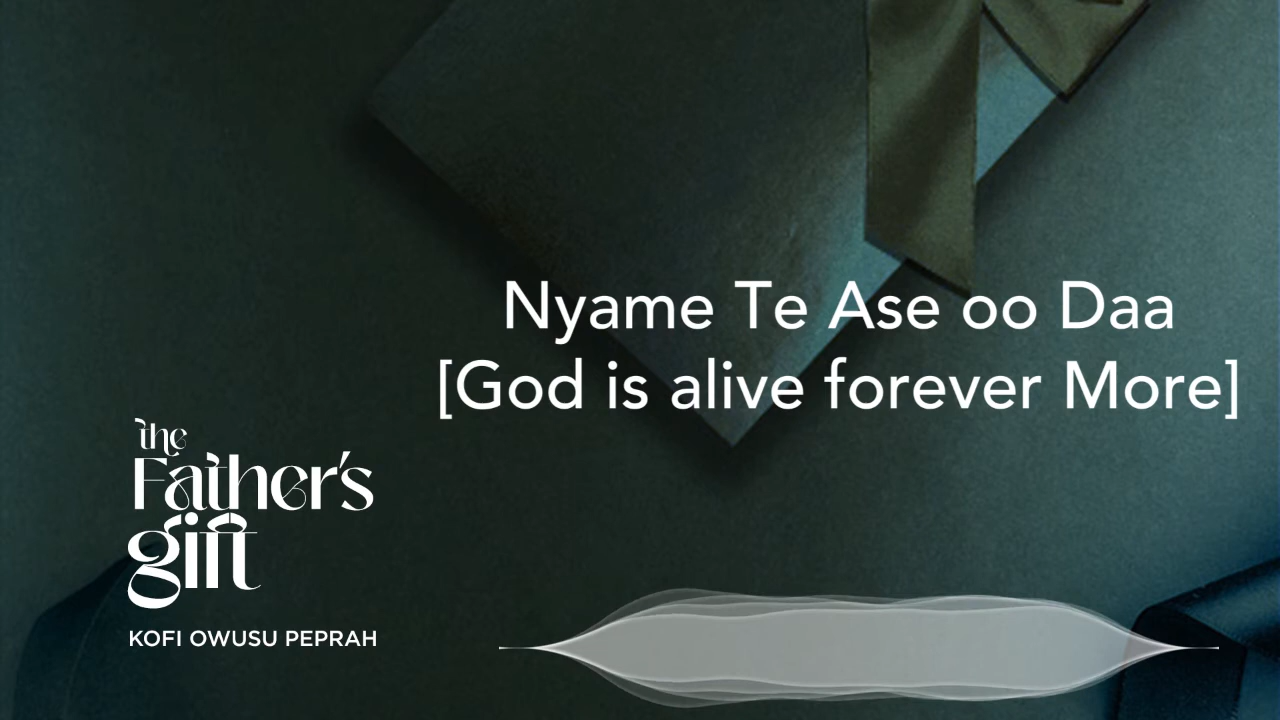 Nyame Te Ase oo Daa
[God is alive forever More]
the
Father's
gift
KOFI OWUSU PEPRAH